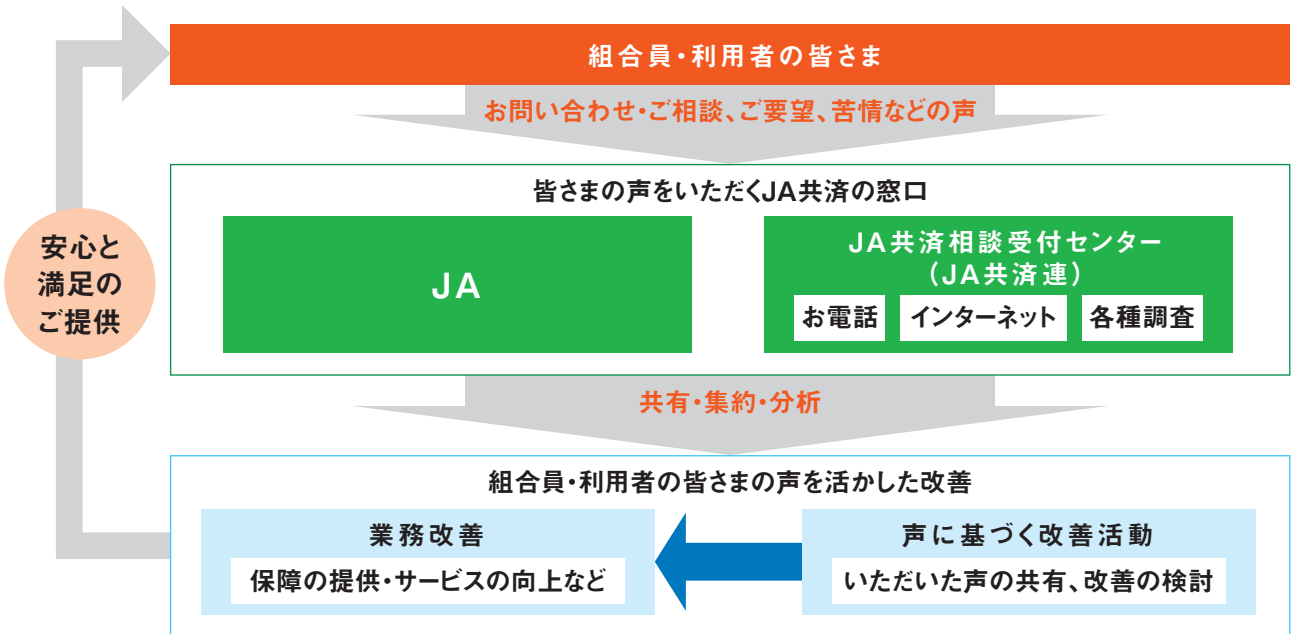 組合員・利用者の皆さま
お問い合わせ・ご相談、ご要望、苦情などの声
皆さまの声をいただくJA共済の窓口
JA
JA共済相談受付センター
(JA共済連)
お電話
インターネット
各種調査
共有・集約・分析
組合員・利用者の皆さまの声を活かした改善
業務改善
保障の提供・サービスの向上など
声に基づく改善活動
いただいた声の共有、改善の検討
安心と
満足の
ご提供